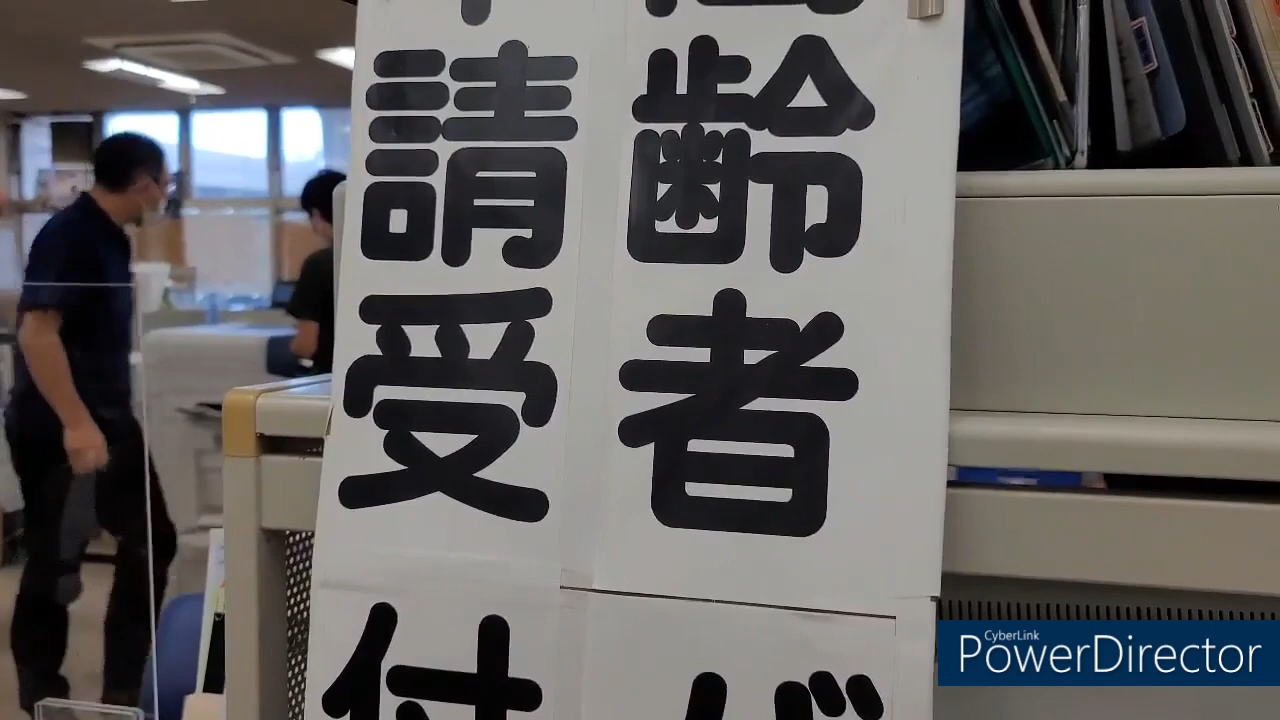 齢者
請受付
CyberLink
PowerDirector